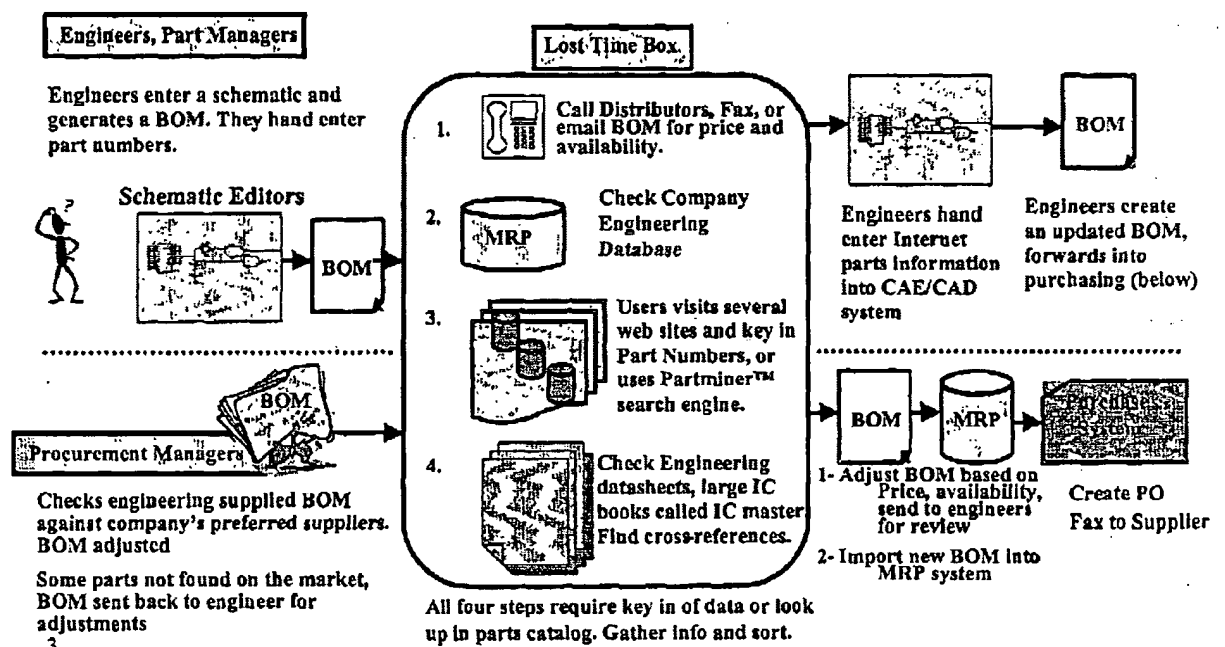 Engineers, Part Managers
Engineers enter a schematic and
generates a BOM. They hand enter
part numbers.
?
Schematic Editors
BOM
Lost Time Box.
1.
Call Distributors, Fax, or
email BOM for price and
availability.
2.
MRP
Check Company
Engineering
Database
3.
Users visits several
web sites and key in
Part Numbers, or
uses Partminer™
search engine.
4.
Check Engineering
datasheets, large IC
books called IC master
Find cross-references.
All four steps require key in of data or look
up in parts catalog. Gather info and sort.
BOM
Engineers hand
enter Internet
parts information
into CAE/CAD
system
Engineers create
an updated BOM,
forwards into
purchasing (below)
BOM
Procurement Managers
Checks engineering supplied BOM
against company's preferred suppliers.
BOM adjusted
Some parts not found on the market,
BOM sent back to engineer for
adjustments
3
BOM
MRP
Purchase
System
1- Adjust BOM based on
Price, availability,
send to engineers
for review
2- Import new BOM into
MRP system
Create PO
Fax to Supplier